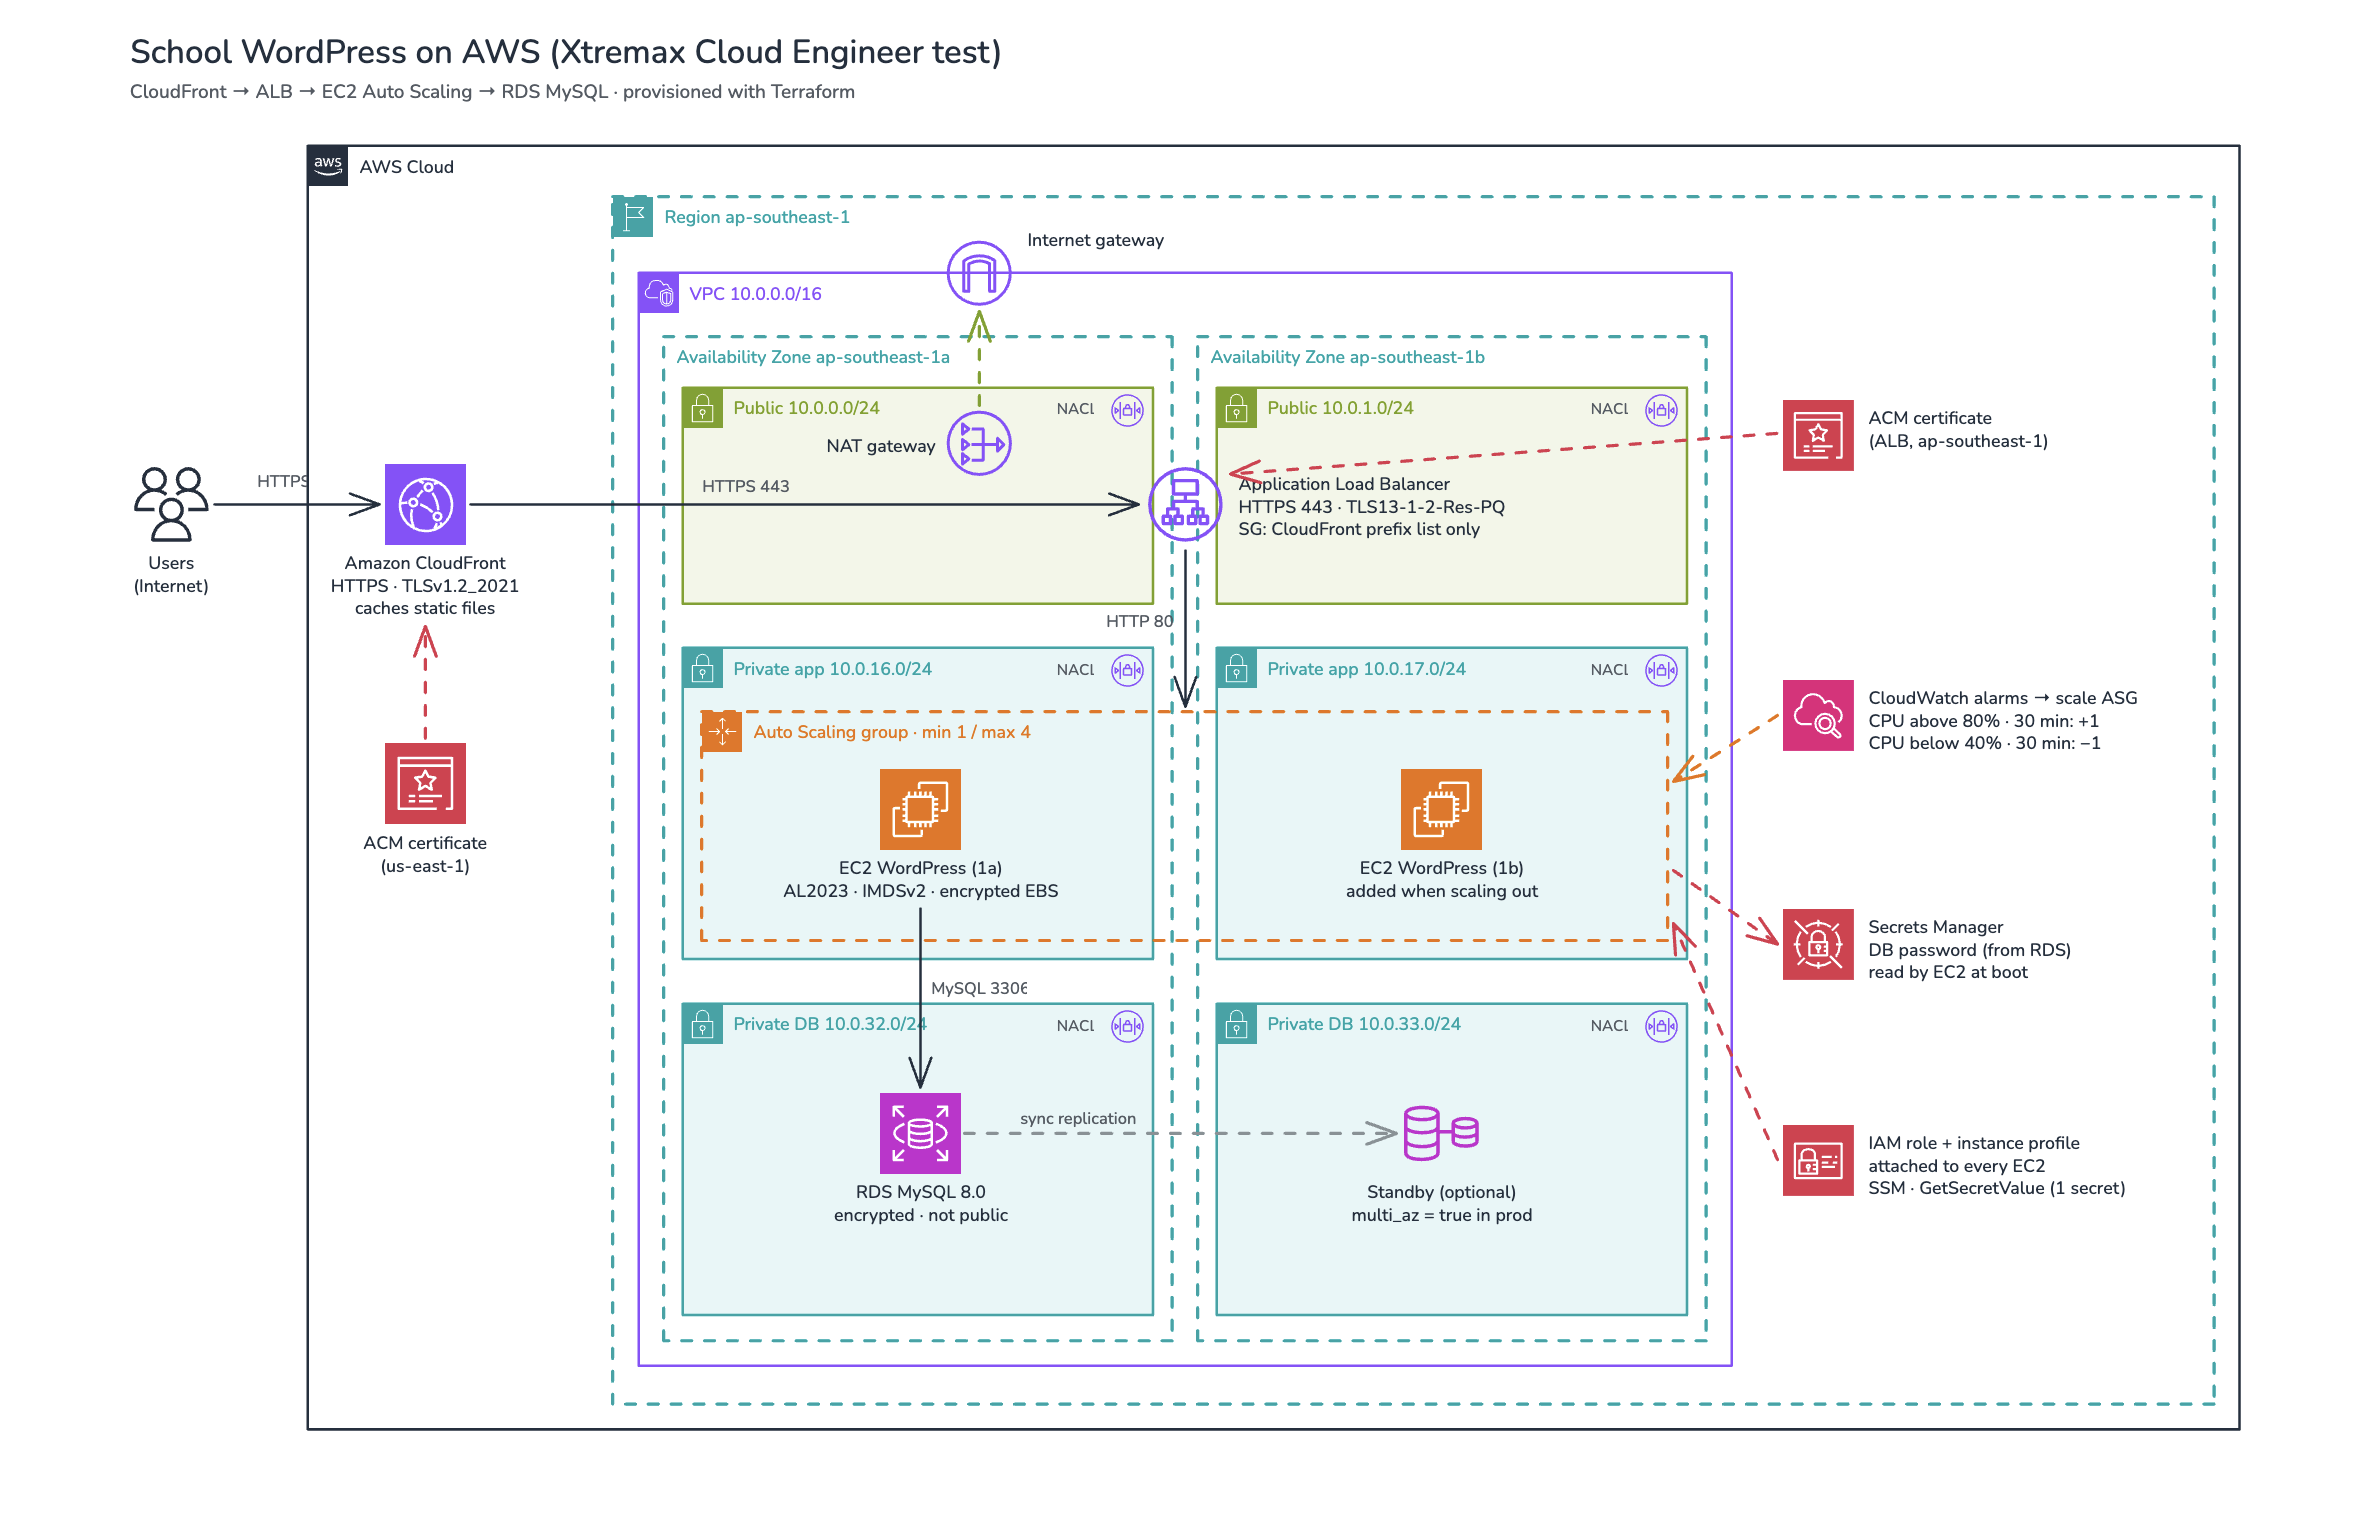 School WordPress on AWS (Xtremax Cloud Engineer test)
CloudFront → ALB → EC2 Auto Scaling → RDS MySQL · provisioned with Terraform
aws
AWS Cloud
Region ap-southeast-1
Internet gateway
VPC 10.0.0.0/16
Availability Zone ap-southeast-1a
Availability Zone ap-southeast-1b
Public 10.0.0.0/24
NACL
NAT gateway
Public 10.0.1.0/24
NACL
ACM certificate
(ALB, ap-southeast-1)
HTTPS
HTTPS 443
Application Load Balancer
HTTPS 443 · TLS13-1-2-Res-PQ
SG: CloudFront prefix list only
Users
(Internet)
Amazon CloudFront
HTTPS · TLSv1.2_2021
caches static files
HTTP 80
Private app 10.0.16.0/24
NACL
Private app 10.0.17.0/24
NACL
Auto Scaling group · min 1 / max 4
CloudWatch alarms → scale ASG
CPU above 80% · 30 min: +1
CPU below 40% · 30 min: −1
ACM certificate
(us-east-1)
EC2 WordPress (1a)
AL2023 · IMDSv2 · encrypted EBS
EC2 WordPress (1b)
added when scaling out
Secrets Manager
DB password (from RDS)
read by EC2 at boot
MySQL 3306
Private DB 10.0.32.0/24
NACL
Private DB 10.0.33.0/24
NACL
sync replication
RDS MySQL 8.0
encrypted · not public
Standby (optional)
multi_az = true in prod
IAM role + instance profile
attached to every EC2
SSM · GetSecretValue (1 secret)